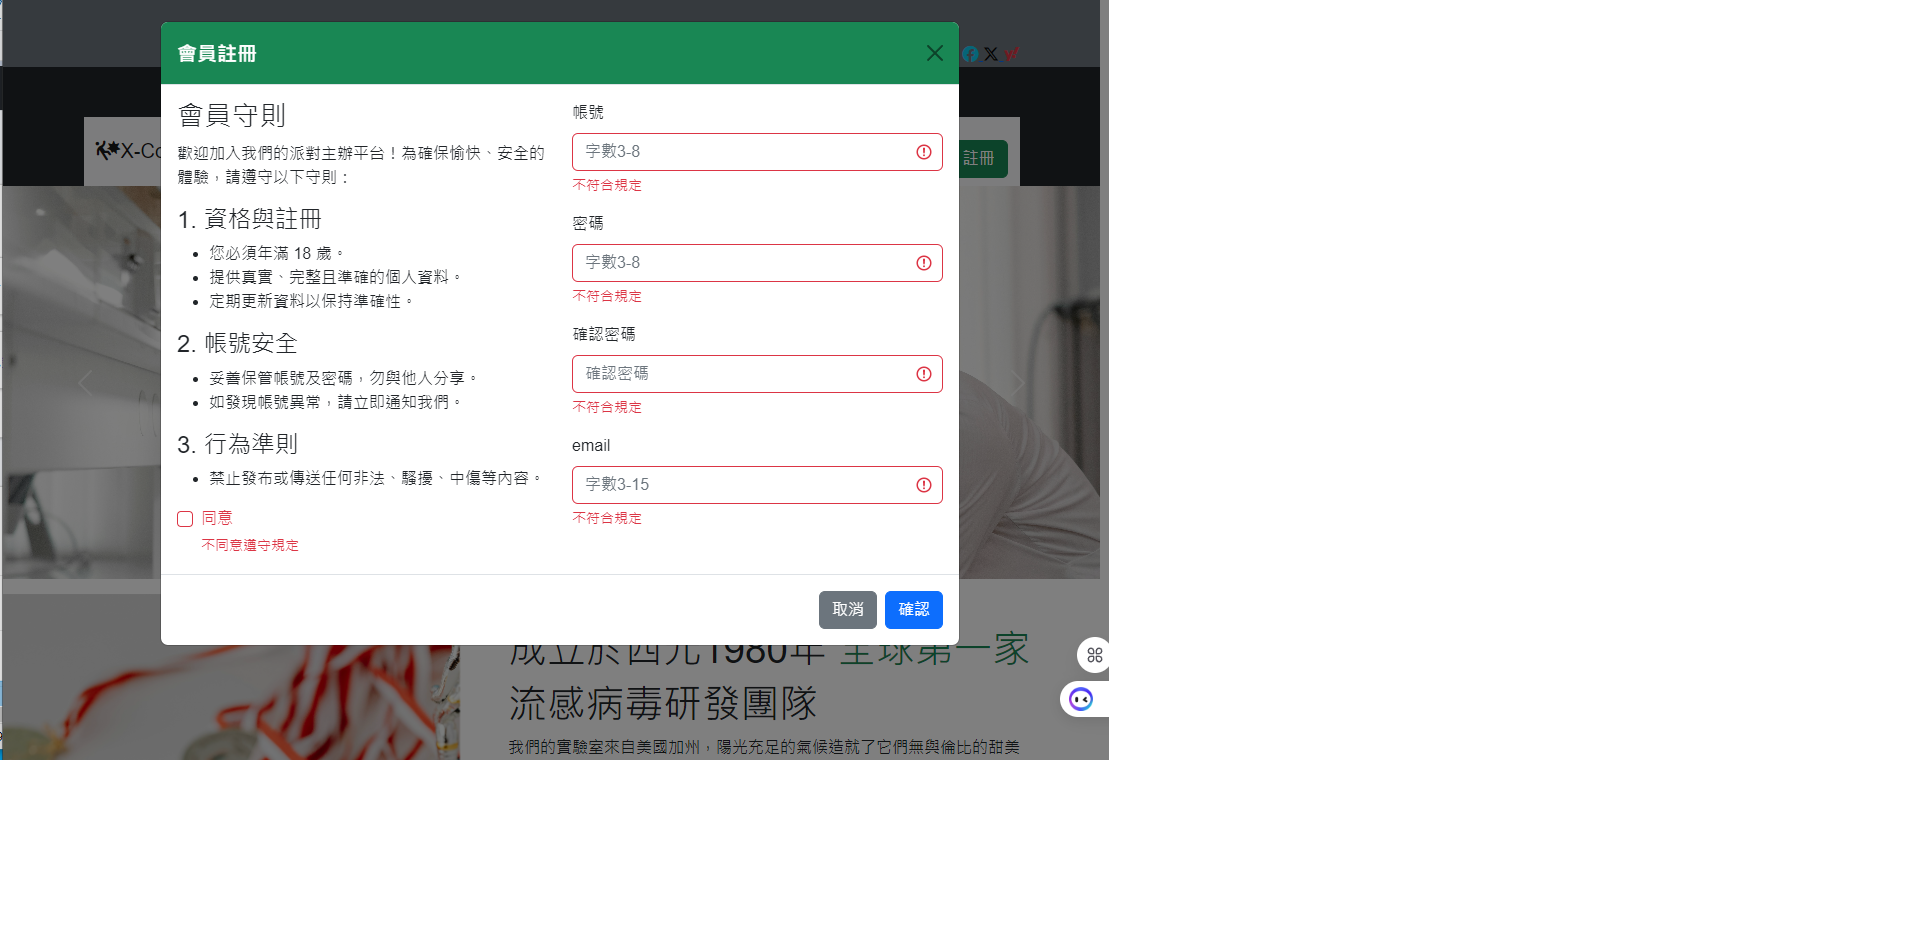 會員註冊
會員守則
歡迎加入我們的派對主辦平台！為確保愉快、安全的
體驗，請遵守以下守則：
1. 資格與註冊
您必須年滿 18 歲。
提供真實、完整且準確的個人資料。
定期更新資料以保持準確性。
2. 帳號安全
妥善保管帳號及密碼，勿與他人分享。
如發現帳號異常，請立即通知我們。
3. 行為準則
禁止發布或傳送任何非法、騷擾、中傷等內容。
同意
不同意遵守規定
帳號
字數3-8
不符合規定
密碼
字數3-8
不符合規定
確認密碼
確認密碼
不符合規定
email
字數3-15
不符合規定
取消
確認
X-Co
註冊
成立於西元1980年 全球第一家
流感病毒研發團隊
我們的實驗室來自美國加州，陽光充足的氣候造就了它們無與倫比的甜美